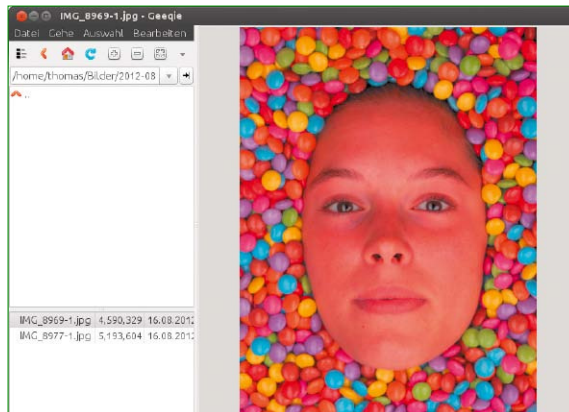 IMG_8969-1.jpg - Geeqie
Datei Gehe Auswahl Bearbeiten
/home/thomas/Bilder/2012-08
..
IMG_8969-1.jpg 4,590,329 16.08.2012
IMG_8977-1.jpg 5,193,604 16.08.2012